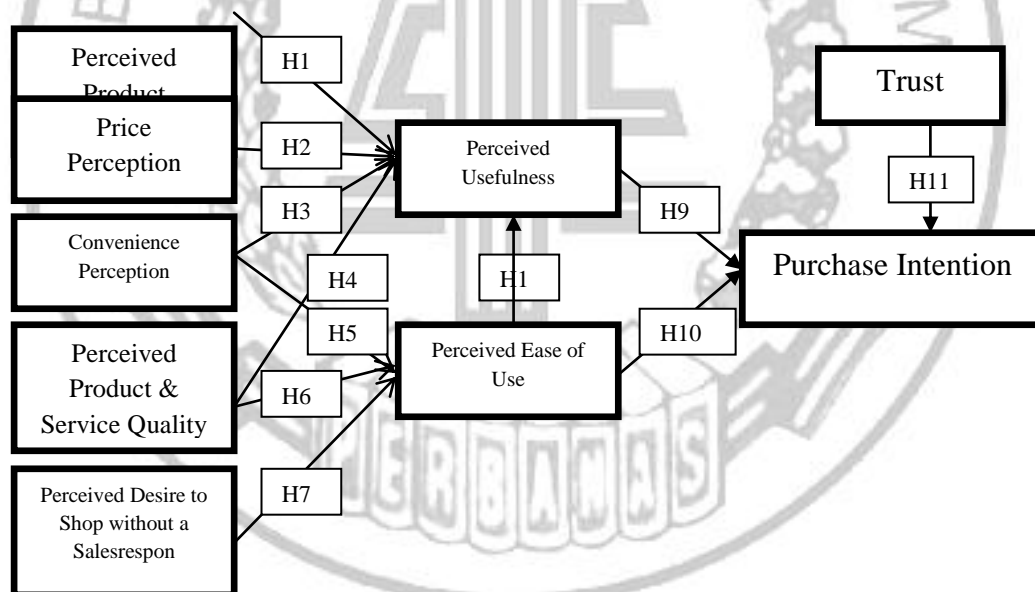 Perceived
Product
Price
Perception
Convenience
Perception
Perceived
Product &
Service Quality
Perceived Desire to
Shop without a
Salesrespon
H1
H2
H3
H4
H5
H6
H7
Perceived
Usefulness
H1
Perceived Ease of
Use
H9
H10
Trust
H11
Purchase Intention
ERBANAS